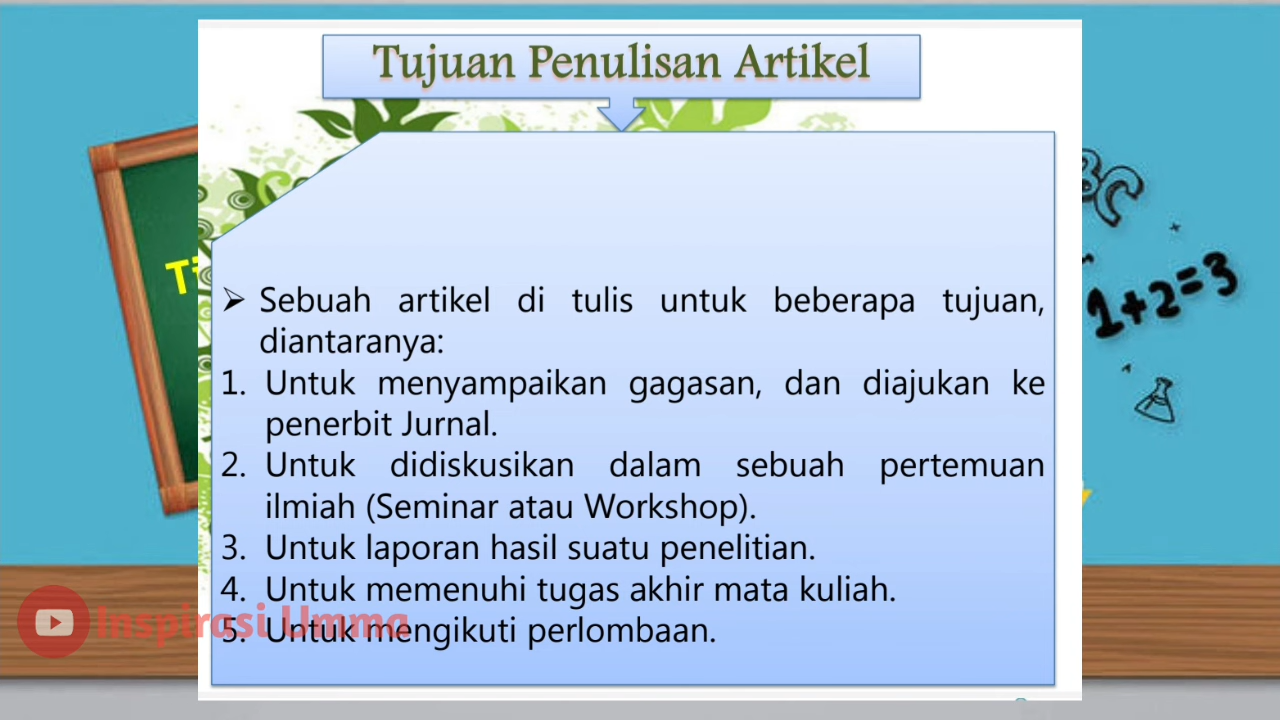 Tujuan Penulisan Artikel
➢ Sebuah artikel di tulis untuk beberapa tujuan,
diantaranya:
1. Untuk menyampaikan gagasan, dan diajukan ke
penerbit Jurnal.
2. Untuk didiskusikan dalam sebuah pertemuan
ilmiah (Seminar atau Workshop).
3. Untuk laporan hasil suatu penelitian.
4. Untuk memenuhi tugas akhir mata kuliah.
5. Untuk mengikuti perlombaan.
Inspirasi Umma
1+2=3